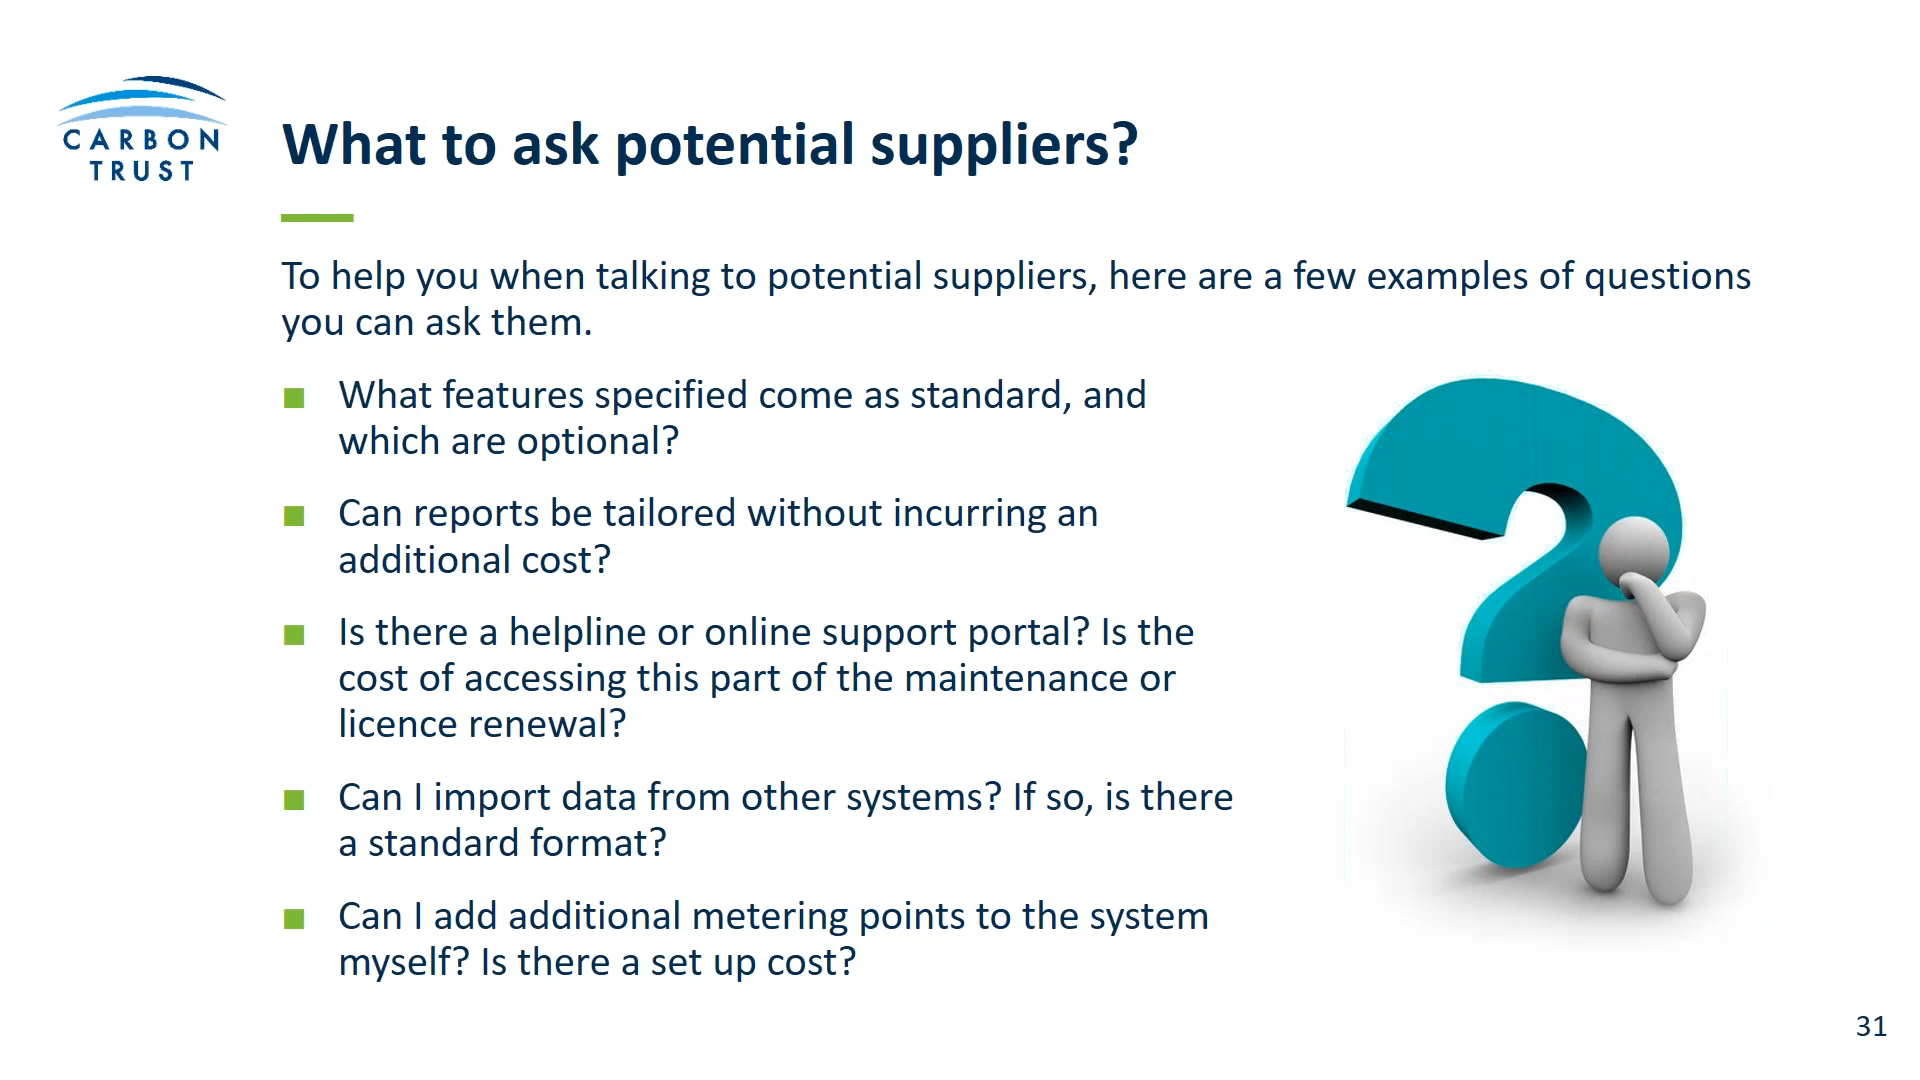 CARBON
TRUST
What to ask potential suppliers?
To help you when talking to potential suppliers, here are a few examples of questions
you can ask them.
What features specified come as standard, and
which are optional?
Can reports be tailored without incurring an
additional cost?
Is there a helpline or online support portal? Is the
cost of accessing this part of the maintenance or
licence renewal?
Can I import data from other systems? If so, is there
a standard format?
Can I add additional metering points to the system
myself? Is there a set up cost?
31